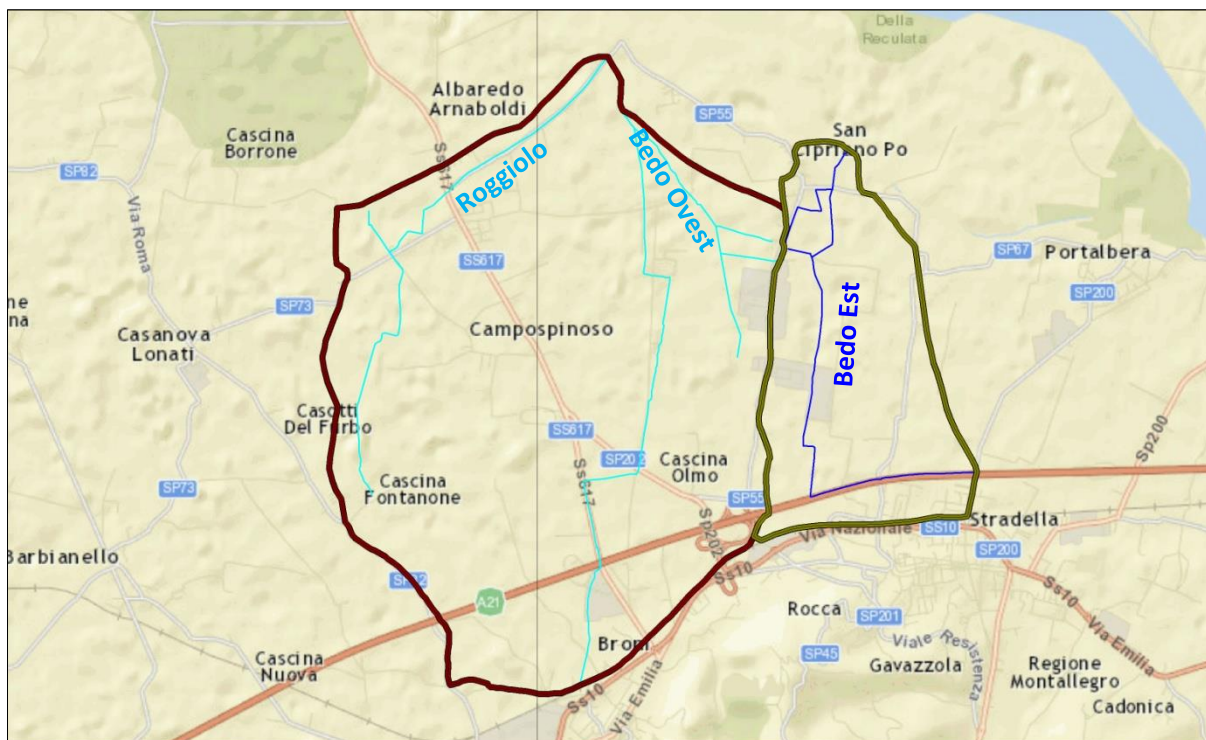 Della
Reculata
Albaredo
Arnaboldi
SP55
San
Cipriano Po
Cascina
Borrone
Ss617
SP82
Roggiolo
Bedo Ovest
Via Roma
SS617
SP67
Portalbera
SP200
SP73
Casanova
Lonati
Campospinoso
Bedo Est
Casotti
Del Furbo
SS617
SP202
Sp200
Cascina
Olmo
Cascina
Fontanone
SP73
Ss617
SP55
Sp202
Stradella
SS10
Via Nazionale
SP200
Barbianello
Ss10
Ss10
A21
Rocca
SP201
Viale Resistenza
Via Emilia
Broni
SP45
Gavazzola
Regione
Montallegro
Cascina
Nuova
Ss10
Via Emilia
Cadonica